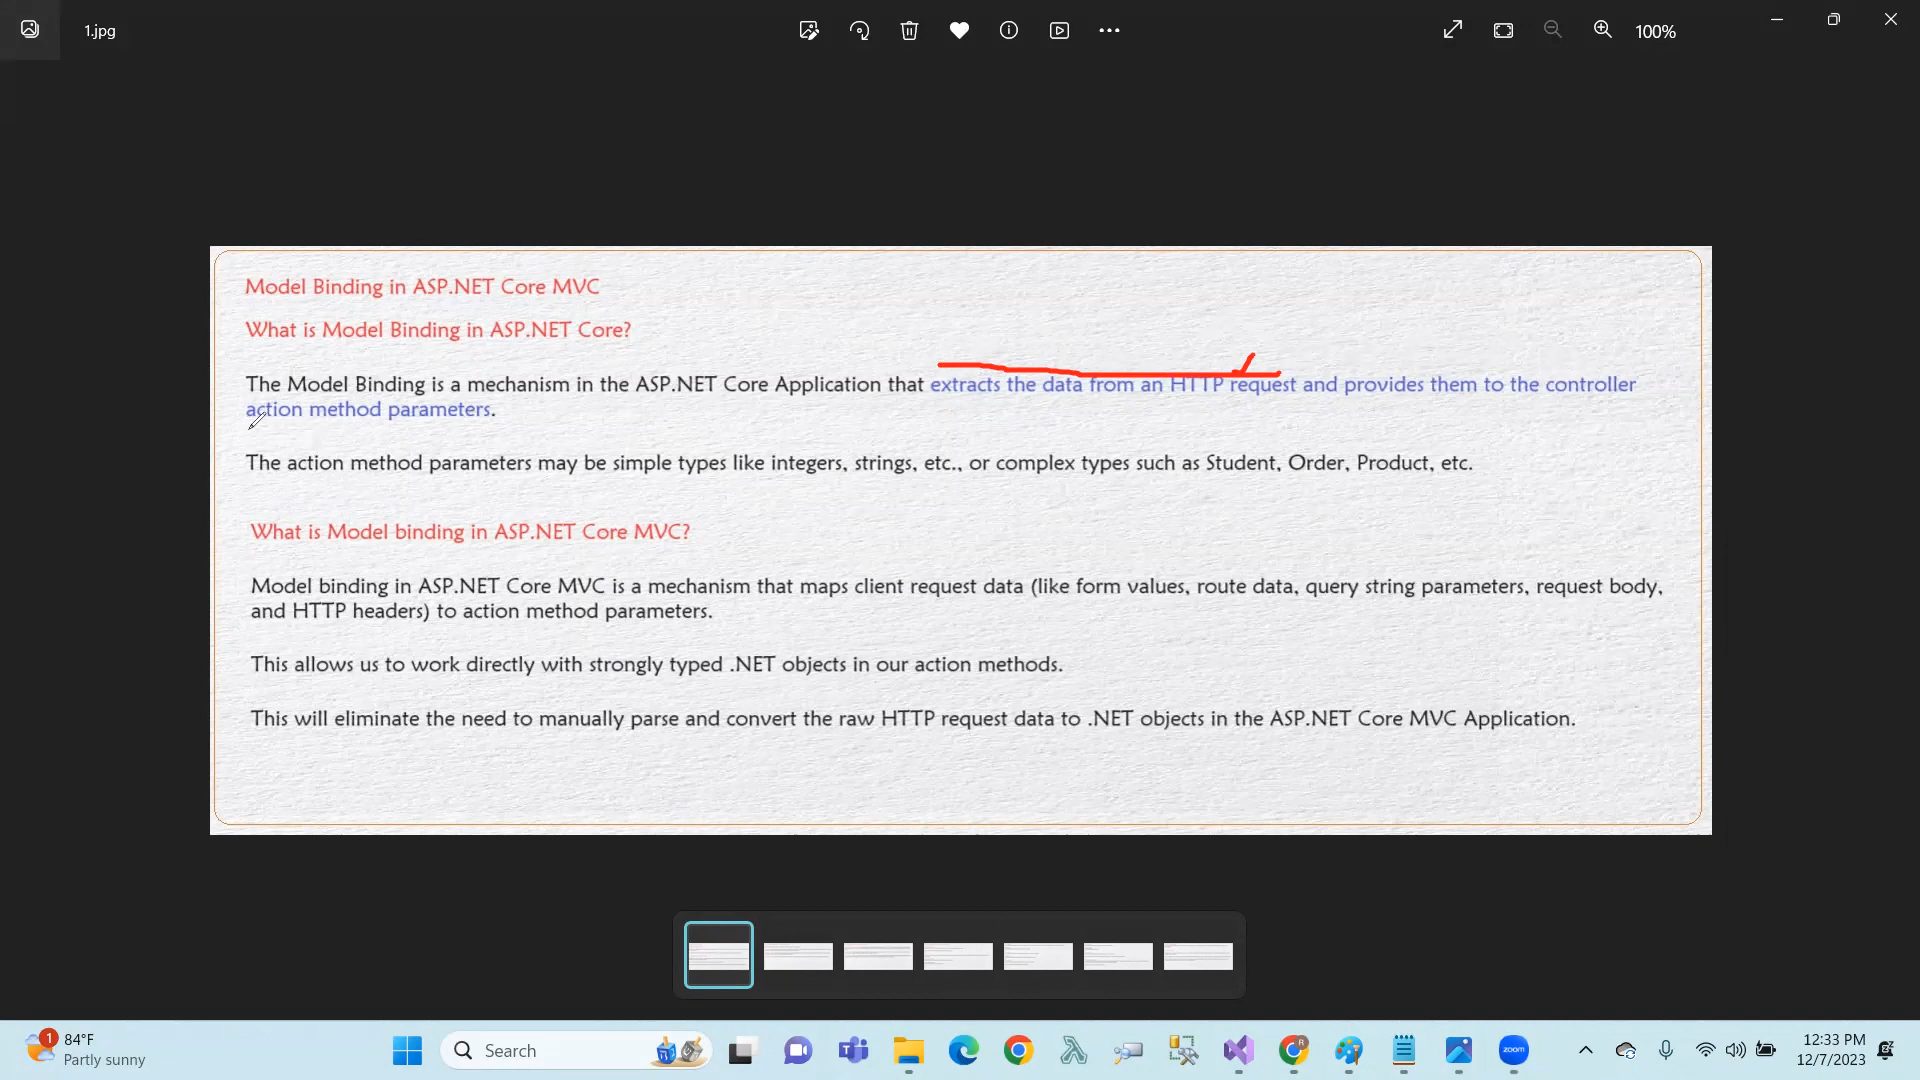 1.jpg
100%
Model Binding in ASP.NET Core MVC
What is Model Binding in ASP.NET Core?
The Model Binding is a mechanism in the ASP.NET Core Application that extracts the data from an HTTP request and provides them to the controller
action method parameters.
The action method parameters may be simple types like integers, strings, etc., or complex types such as Student, Order, Product, etc.
What is Model binding in ASP.NET Core MVC?
Model binding in ASP.NET Core MVC is a mechanism that maps client request data (like form values, route data, query string parameters, request body,
and HTTP headers) to action method parameters.
This allows us to work directly with strongly typed .NET objects in our action methods.
This will eliminate the need to manually parse and convert the raw HTTP request data to .NET objects in the ASP.NET Core MVC Application.
1
84°F
Partly sunny
Search
zoom
12:33 PM
12/7/2023